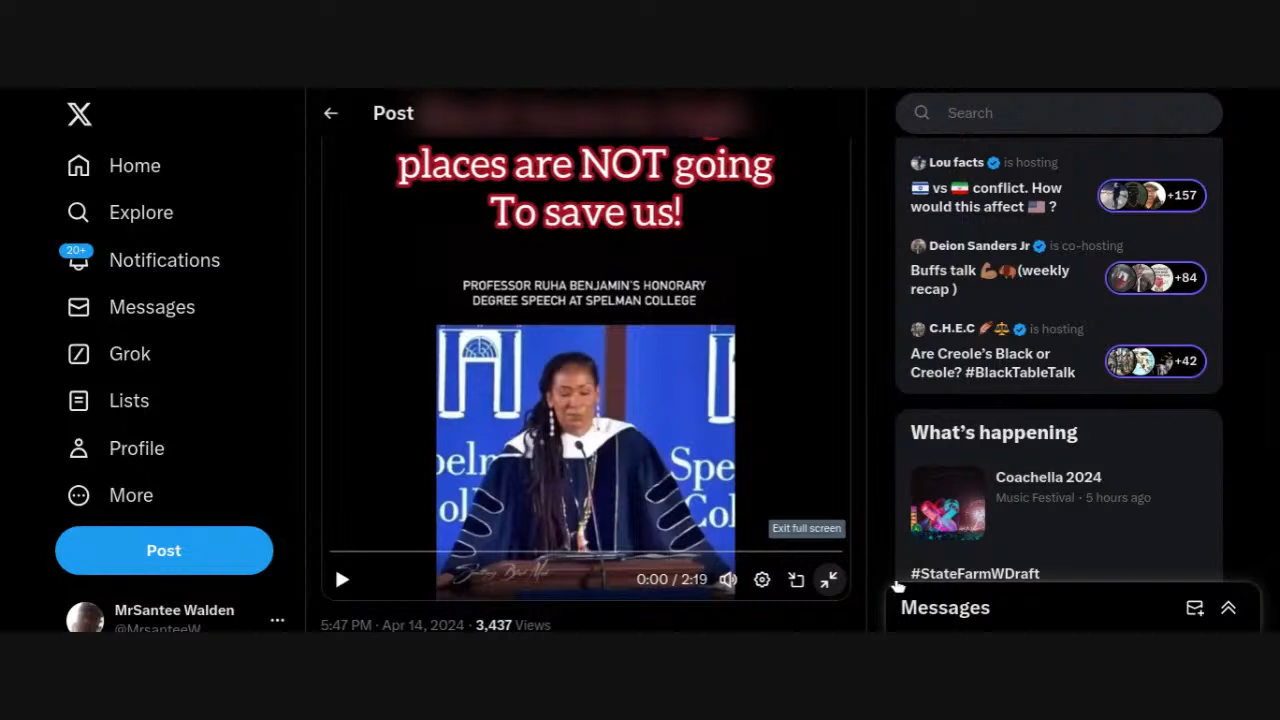 Home
Explore
20+
Notifications
Messages
Grok
Lists
Profile
More
Post
MrSantee Walden
@MrsanteeW
Post
places are NOT going
To save us!
PROFESSOR RUHA BENJAMIN'S HONORARY
DEGREE SPEECH AT SPELMAN COLLEGE
Spe
Col
Exit full screen
0:00 / 2:19
5:47 PM · Apr 14, 2024 · 3,437 Views
Search
Lou facts is hosting
🇮🇱 vs 🇮🇷 conflict. How
would this affect 🇺🇸 ?
+157
Deion Sanders Jr is co-hosting
Buffs talk 💪🏾🦬(weekly
recap )
+84
C.H.E.C 🪶⚖️ is hosting
Are Creole’s Black or
Creole? #BlackTableTalk
+42
What’s happening
Coachella 2024
Music Festival · 5 hours ago
#StateFarmWDraft
Messages